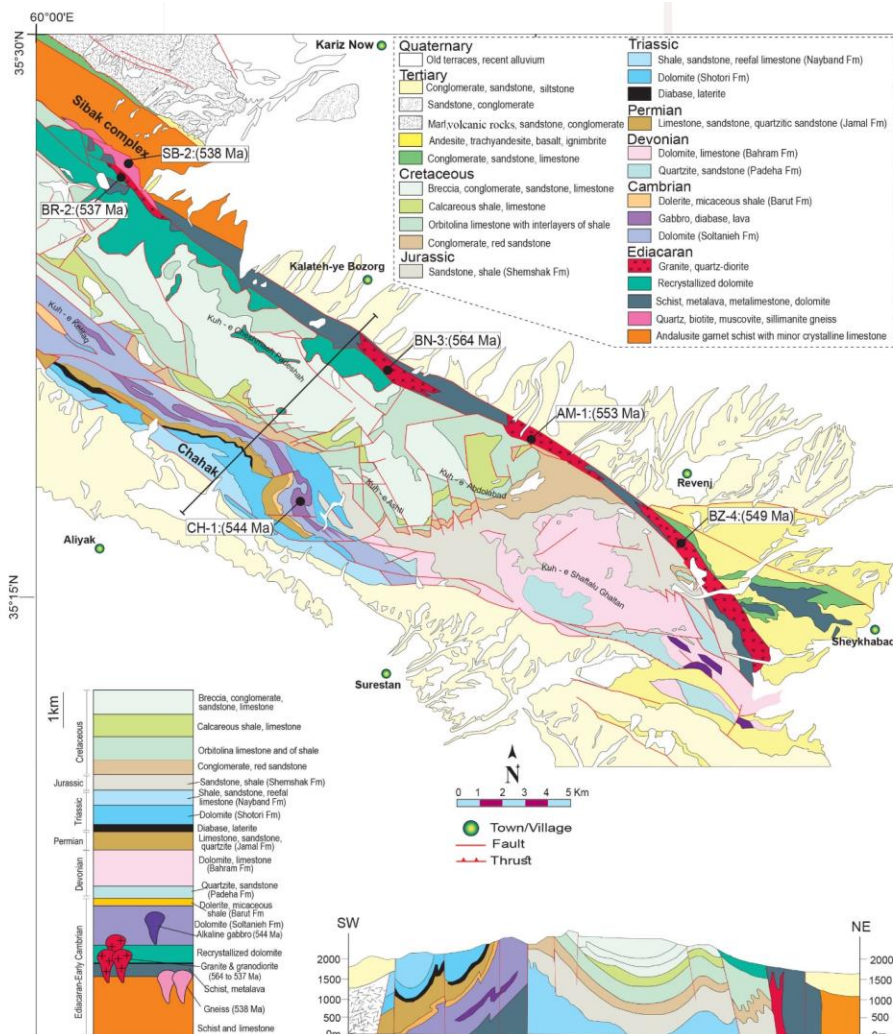 60°00'E
35°30'N
Kariz Now
Sibak complex
SB-2:(538 Ma)
BR-2:(537 Ma)
Kalateh-ye Bozorg
BN-3:(564 Ma)
AM-1:(553 Ma)
Revenj
BZ-4:(549 Ma)
Chahak
Kuh-e Ashti
Kuh -e Abdolabad
CH-1:(544 Ma)
Aliyak
Kuh - e Shaftalu Ghaltan
35°15'N
Sheykhabad
Surestan
Quaternary
Old terraces, recent alluvium
Tertiary
Conglomerate, sandstone, siltstone
Sandstone, conglomerate
Marl,volcanic rocks, sandstone, conglomerate
Andesite, trachyandesite, basalt, ignimbrite
Conglomerate, sandstone, limestone
Cretaceous
Breccia, conglomerate, sandstone, limestone
Calcareous shale, limestone
Orbitolina limestone with interlayers of shale
Conglomerate, red sandstone
Jurassic
Sandstone, shale (Shemshak Fm)
Triassic
Shale, sandstone, reefal limestone (Nayband Fm)
Dolomite (Shotori Fm)
Diabase, laterite
Permian
Limestone, sandstone, quartzitic sandstone (Jamal Fm)
Devonian
Dolomite, limestone (Bahram Fm)
Quartzite, sandstone (Padeha Fm)
Cambrian
Dolerite, micaceous shale (Barut Fm)
Gabbro, diabase, lava
Dolomite (Soltanieh Fm)
Ediacaran
Granite, quartz-diorite
Recrystallized dolomite
Schist, metalava, metalimestone, dolomite
Quartz, biotite, muscovite, sillimanite gneiss
Andalusite garnet schist with minor crystalline limestone
1km
Cretaceous
Breccia, conglomerate,
sandstone, limestone
Calcareous shale, limestone
Orbitolina limestone and of shale
Conglomerate, red sandstone
Jurassic
Sandstone, shale (Shemshak Fm)
Triassic
Shale, sandstone, reefal
limestone (Nayband Fm)
Dolomite (Shotori Fm)
Diabase, laterite
Permian
Limestone, sandstone,
quartzite (Jamal Fm)
Devonian
Dolomite, limestone
(Bahram Fm)
Quartzite, sandstone
(Padeha Fm)
Ediacaran-Early Cambrian
Dolerite, micaceous
shale (Barut Fm
Dolomite (Soltanieh Fm)
Alkaline gabbro (544 Ma)
Recrystallized dolomite
Granite & granodiorite
(564 to 537 Ma)
Schist, metalava
Gneiss (538 Ma)
Schist and limestone
N
0 1 2 3 4 5 Km
Town/Village
Fault
Thrust
SW
NE
2000
1500
1000
500
0m
2000
1500
1000
500